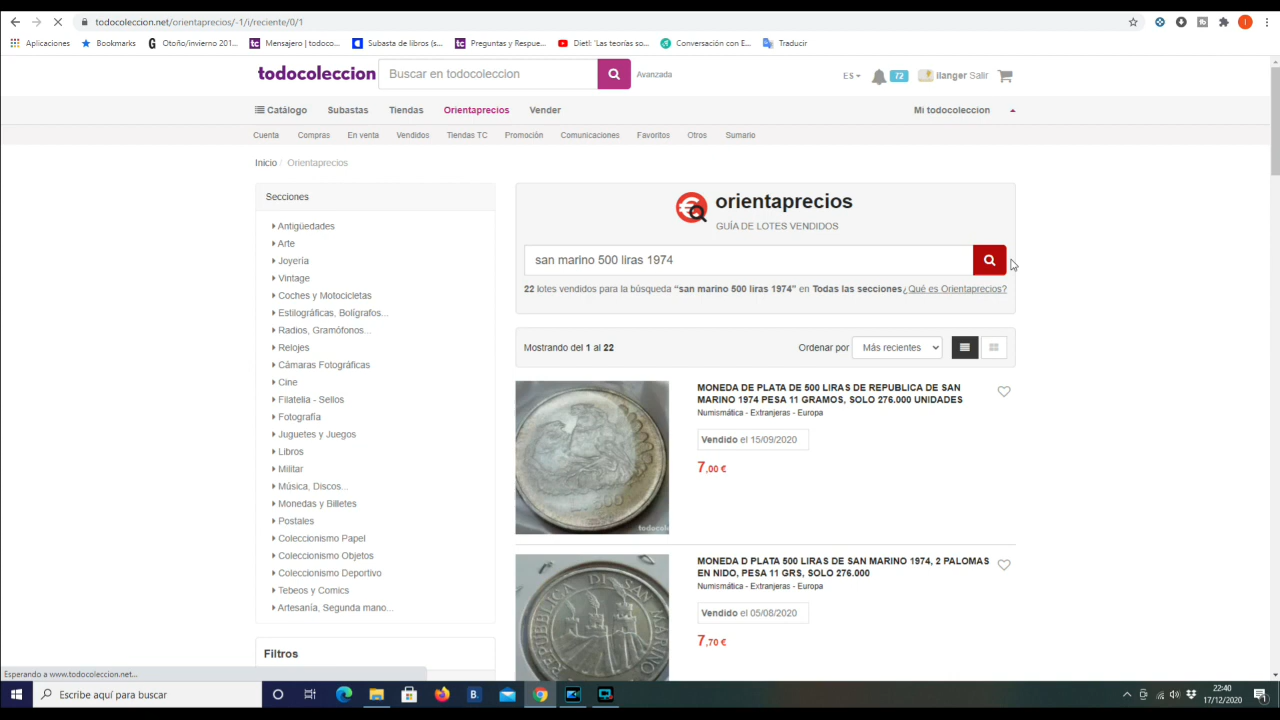 todocoleccion.net/orientaprecios/-1/i/reciente/0/1
Aplicaciones Bookmarks Otoño/invierno 201... Mensajero | todoco... Subasta de libros (s... Preguntas y Respue... Dietl: 'Las teorías so... Conversación con E... Traducir
todocoleccion Buscar en todocoleccion Avanzada ES 72 ilanger Salir
Catálogo Subastas Tiendas Orientaprecios Vender Mi todocoleccion
Cuenta Compras En venta Vendidos Tiendas TC Promoción Comunicaciones Favoritos Otros Sumario
Inicio / Orientaprecios
Secciones
Antigüedades
Arte
Joyería
Vintage
Coches y Motocicletas
Estilográficas, Bolígrafos...
Radios, Gramófonos...
Relojes
Cámaras Fotográficas
Cine
Filatelia - Sellos
Fotografía
Juguetes y Juegos
Libros
Militar
Música, Discos...
Monedas y Billetes
Postales
Coleccionismo Papel
Coleccionismo Objetos
Coleccionismo Deportivo
Tebeos y Comics
Artesanía, Segunda mano...
Filtros
orientaprecios
GUÍA DE LOTES VENDIDOS
san marino 500 liras 1974
22 lotes vendidos para la búsqueda “san marino 500 liras 1974” en Todas las secciones ¿Qué es Orientaprecios?
Mostrando del 1 al 22 Ordenar por Más recientes
MONEDA DE PLATA DE 500 LIRAS DE REPUBLICA DE SAN
MARINO 1974 PESA 11 GRAMOS, SOLO 276.000 UNIDADES
Numismática - Extranjeras - Europa
Vendido el 15/09/2020
7,00 €
todocole
MONEDA D PLATA 500 LIRAS DE SAN MARINO 1974, 2 PALOMAS
EN NIDO, PESA 11 GRS, SOLO 276.000
Numismática - Extranjeras - Europa
Vendido el 05/08/2020
7,70 €
REPUBLICA DI SAN MARINO
Esperando a www.todocoleccion.net...
Escribe aquí para buscar
22:40
17/12/2020